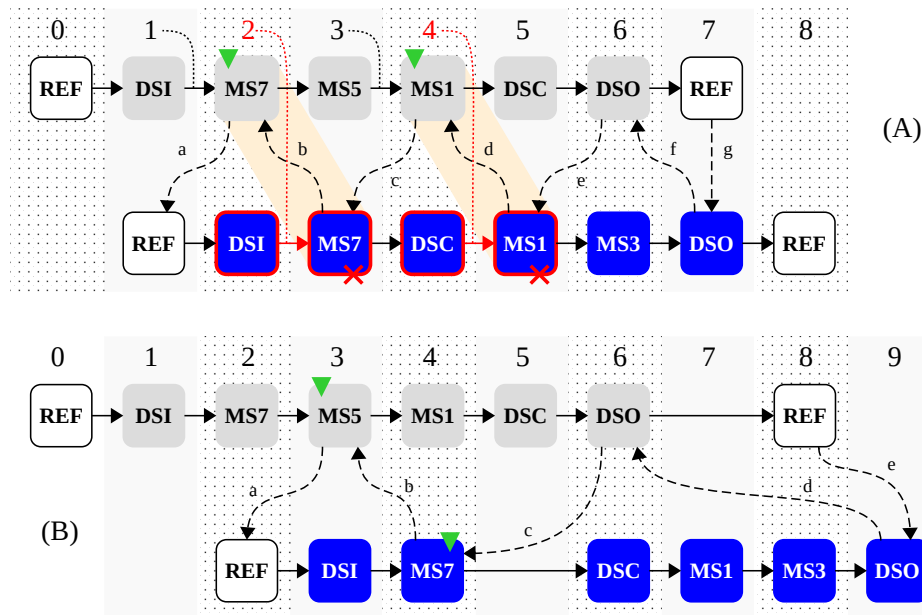 0 1 2 3 4 5 6 7 8
REF DSI MS7 MS5 MS1 DSC DSO REF
(A)
a b c d e f g
REF DSI MS7 DSC MS1 MS3 DSO REF
0 1 2 3 4 5 6 7 8 9
REF DSI MS7 MS5 MS1 DSC DSO REF
a b c d e
(B)
REF DSI MS7 DSC MS1 MS3 DSO